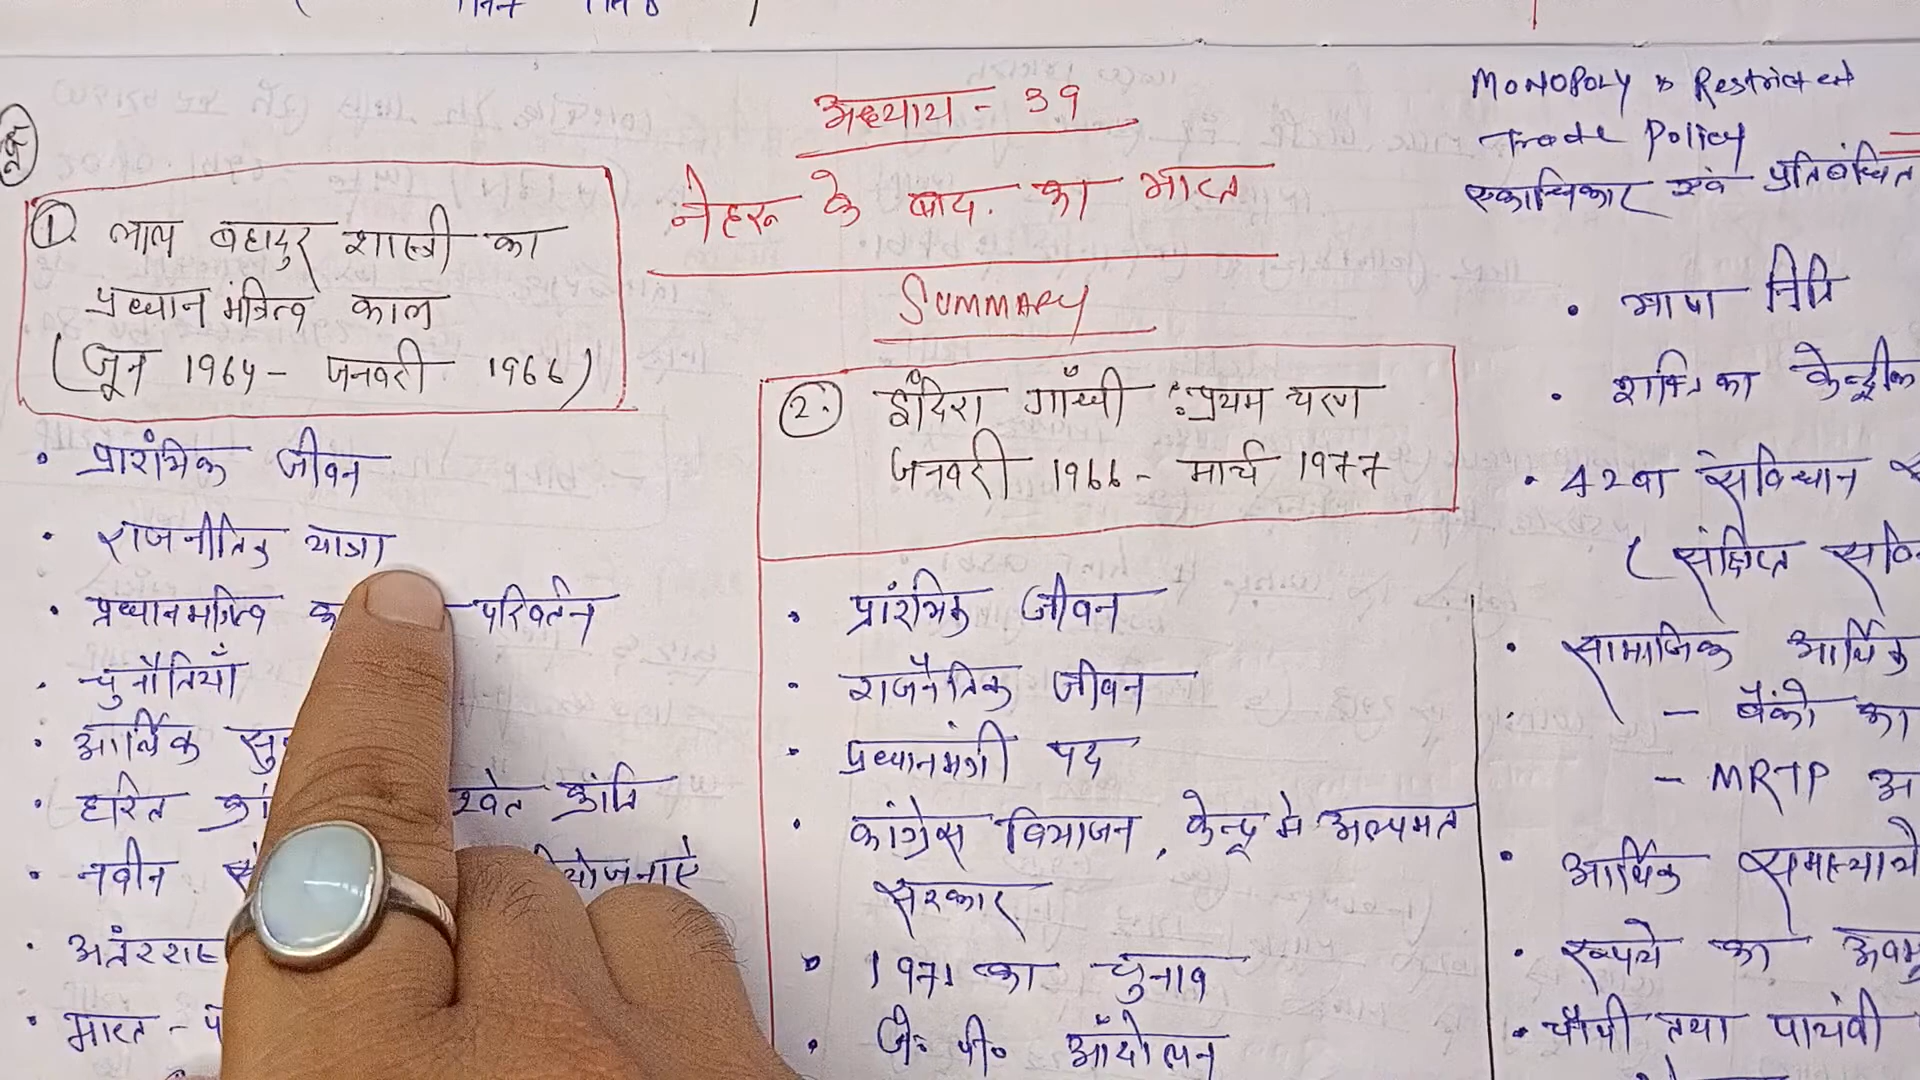 अध्याय - 39
नेहरू के बाद का भारत
SUMMARY
1. लाल बहादुर शास्त्री का
प्रधानमंत्रित्व काल
(जून 1964 - जनवरी 1966)
• प्रारंभिक जीवन
• राजनीतिक यात्रा
• प्रधानमंत्रित्व परिवर्तन
• चुनौतियाँ
• आर्थिक
• हरित श्वेत क्रांति
• नवीन
• भारत -
2. इंदिरा गाँधी : प्रथम चरण
जनवरी 1966 - मार्च 1977
• प्रारंभिक जीवन
• राजनैतिक जीवन
• प्रधानमंत्री पद
• कांग्रेस विभाजन, केन्द्र मे अल्पमत
सरकार
• 1971 का चुनाव
• जे० पी० आँदोलन
MONOPOLY & Restricted
Trade Policy
एकाधिकार एवं प्रतिबंधित
• भाषा निति
• शक्ति का
• 42वा संविधान
(संक्षिप्त
• सामाजिक आर्थिक
- बैंको का
- MRTP
• आर्थिक समस्याये
• रूपये का
• चौथी तथा पाचंवी